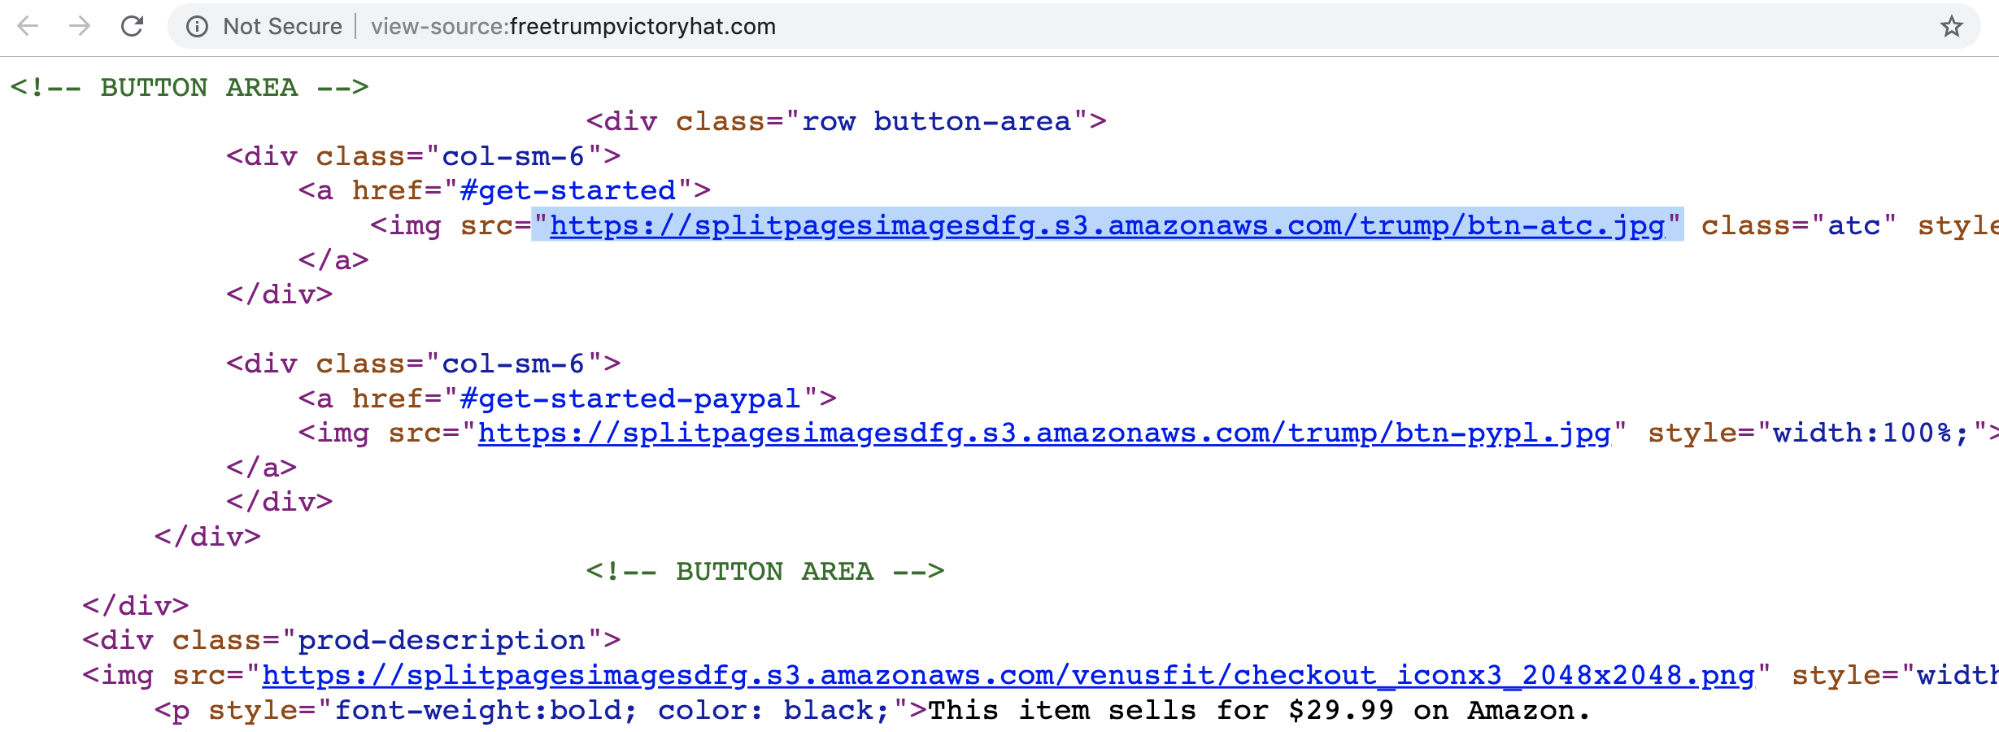 Not Secure | view-source:freetrumpvictoryhat.com
<!-- BUTTON AREA -->
<div class="row button-area">
<div class="col-sm-6">
<a href="#get-started">
<img src="https://splitpagesimagesdfg.s3.amazonaws.com/trump/btn-atc.jpg" class="atc" style
</a>
</div>
<div class="col-sm-6">
<a href="#get-started-paypal">
<img src="https://splitpagesimagesdfg.s3.amazonaws.com/trump/btn-pypl.jpg" style="width:100%;">
</a>
</div>
</div>
<!-- BUTTON AREA -->
</div>
<div class="prod-description">
<img src="https://splitpagesimagesdfg.s3.amazonaws.com/venusfit/checkout_iconx3_2048x2048.png" style="width
<p style="font-weight:bold; color: black;">This item sells for $29.99 on Amazon.